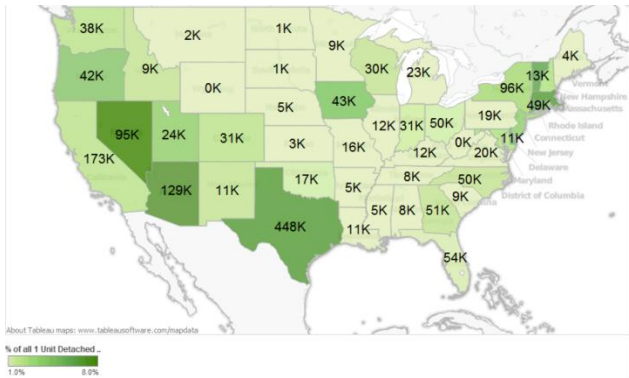 38K
2K
1K
9K
4K
42K
9K
0K
1K
30K
23K
96K
13K
Vermont
New Hampshire
Massachusetts
49K
5K
43K
19K
Rhode Island
95K
24K
31K
3K
12K
31K
50K
0K
11K
Connecticut
173K
16K
12K
20K
New Jersey
Delaware
129K
11K
17K
5K
8K
50K
Maryland
9K
District of Columbia
448K
11K
5K
8K
51K
54K
About Tableau maps: www.tableausoftware.com/mapdata
% of all 1 Unit Detached ..
1.0%
8.0%